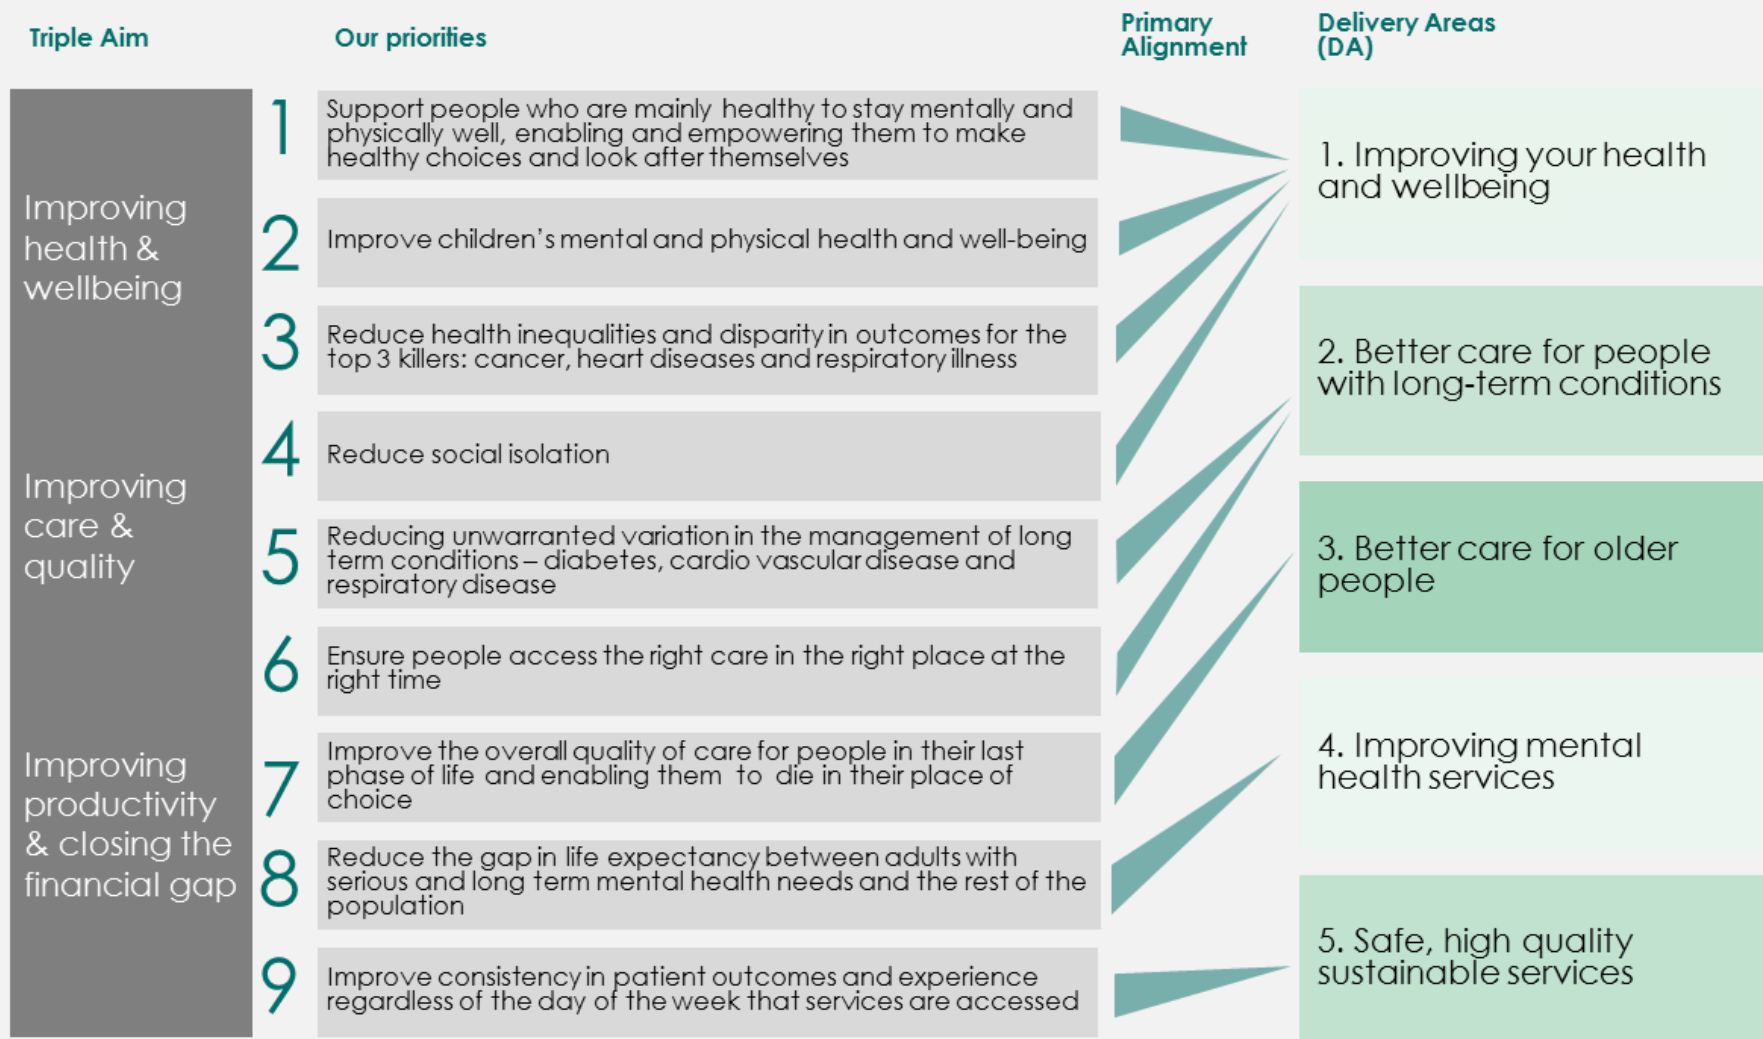 Triple Aim
Our priorities
Primary
Alignment
Delivery Areas
(DA)
Improving
health &
wellbeing
Improving
care &
quality
Improving
productivity
& closing the
financial gap
1
Support people who are mainly healthy to stay mentally and
physically well, enabling and empowering them to make
healthy choices and look after themselves
2
Improve children's mental and physical health and well-being
3
Reduce health inequalities and disparity in outcomes for the
top 3 killers: cancer, heart diseases and respiratory illness
4
Reduce social isolation
5
Reducing unwarranted variation in the management of long
term conditions – diabetes, cardio vascular disease and
respiratory disease
6
Ensure people access the right care in the right place at the
right time
7
Improve the overall quality of care for people in their last
phase of life and enabling them to die in their place of
choice
8
Reduce the gap in life expectancy between adults with
serious and long term mental health needs and the rest of the
population
9
Improve consistency in patient outcomes and experience
regardless of the day of the week that services are accessed
1. Improving your health
and wellbeing
2. Better care for people
with long-term conditions
3. Better care for older
people
4. Improving mental
health services
5. Safe, high quality
sustainable services